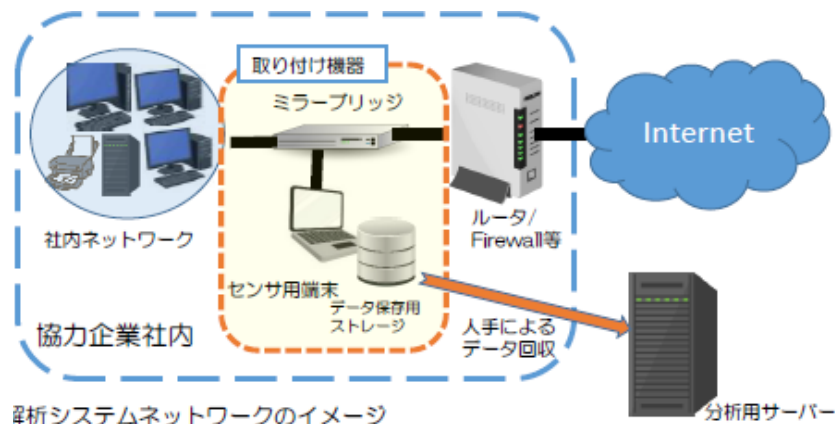 取り付け機器
ミラーブリッジ
Internet
社内ネットワーク
ルータ/
Firewall等
センサ用端末
データ保存用
ストレージ
協力企業社内
人手による
データ回収
解析システムネットワークのイメージ
分析用サーバー